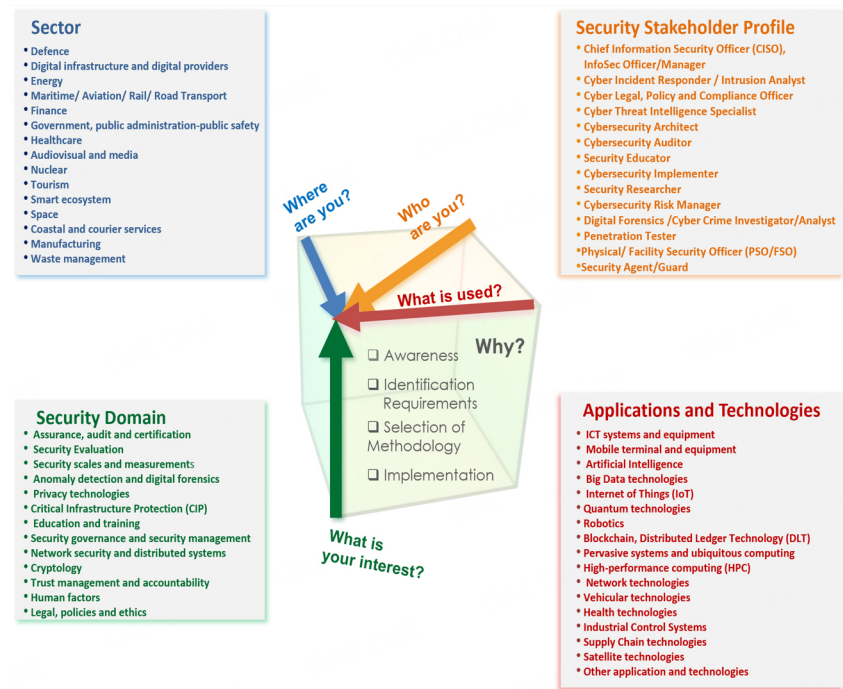 Sector
• Defence
• Digital infrastructure and digital providers
• Energy
• Maritime/ Aviation/ Rail/ Road Transport
• Finance
• Government, public administration-public safety
• Healthcare
• Audiovisual and media
• Nuclear
• Tourism
• Smart ecosystem
• Space
• Coastal and courier services
• Manufacturing
• Waste management
Security Stakeholder Profile
• Chief Information Security Officer (CISO),
InfoSec Officer/Manager
• Cyber Incident Responder / Intrusion Analyst
• Cyber Legal, Policy and Compliance Officer
• Cyber Threat Intelligence Specialist
• Cybersecurity Architect
• Cybersecurity Auditor
• Security Educator
• Cybersecurity Implementer
• Security Researcher
• Cybersecurity Risk Manager
• Digital Forensics /Cyber Crime Investigator/Analyst
• Penetration Tester
•Physical/ Facility Security Officer (PSO/FSO)
•Security Agent/Guard
Where
are you?
Who
are you?
What is used?
Why?
❑ Awareness
❑ Identification
Requirements
❑ Selection of
Methodology
❑ Implementation
What is
your interest?
Security Domain
• Assurance, audit and certification
• Security Evaluation
• Security scales and measurements
• Anomaly detection and digital forensics
• Privacy technologies
• Critical Infrastructure Protection (CIP)
• Education and training
• Security governance and security management
• Network security and distributed systems
• Cryptology
• Trust management and accountability
• Human factors
• Legal, policies and ethics
Applications and Technologies
• ICT systems and equipment
• Mobile terminal and equipment
• Artificial Intelligence
• Big Data technologies
• Internet of Things (IoT)
• Quantum technologies
• Robotics
• Blockchain, Distributed Ledger Technology (DLT)
• Pervasive systems and ubiquitous computing
• High-performance computing (HPC)
• Network technologies
• Vehicular technologies
• Health technologies
• Industrial Control Systems
• Supply Chain technologies
• Satellite technologies
• Other application and technologies